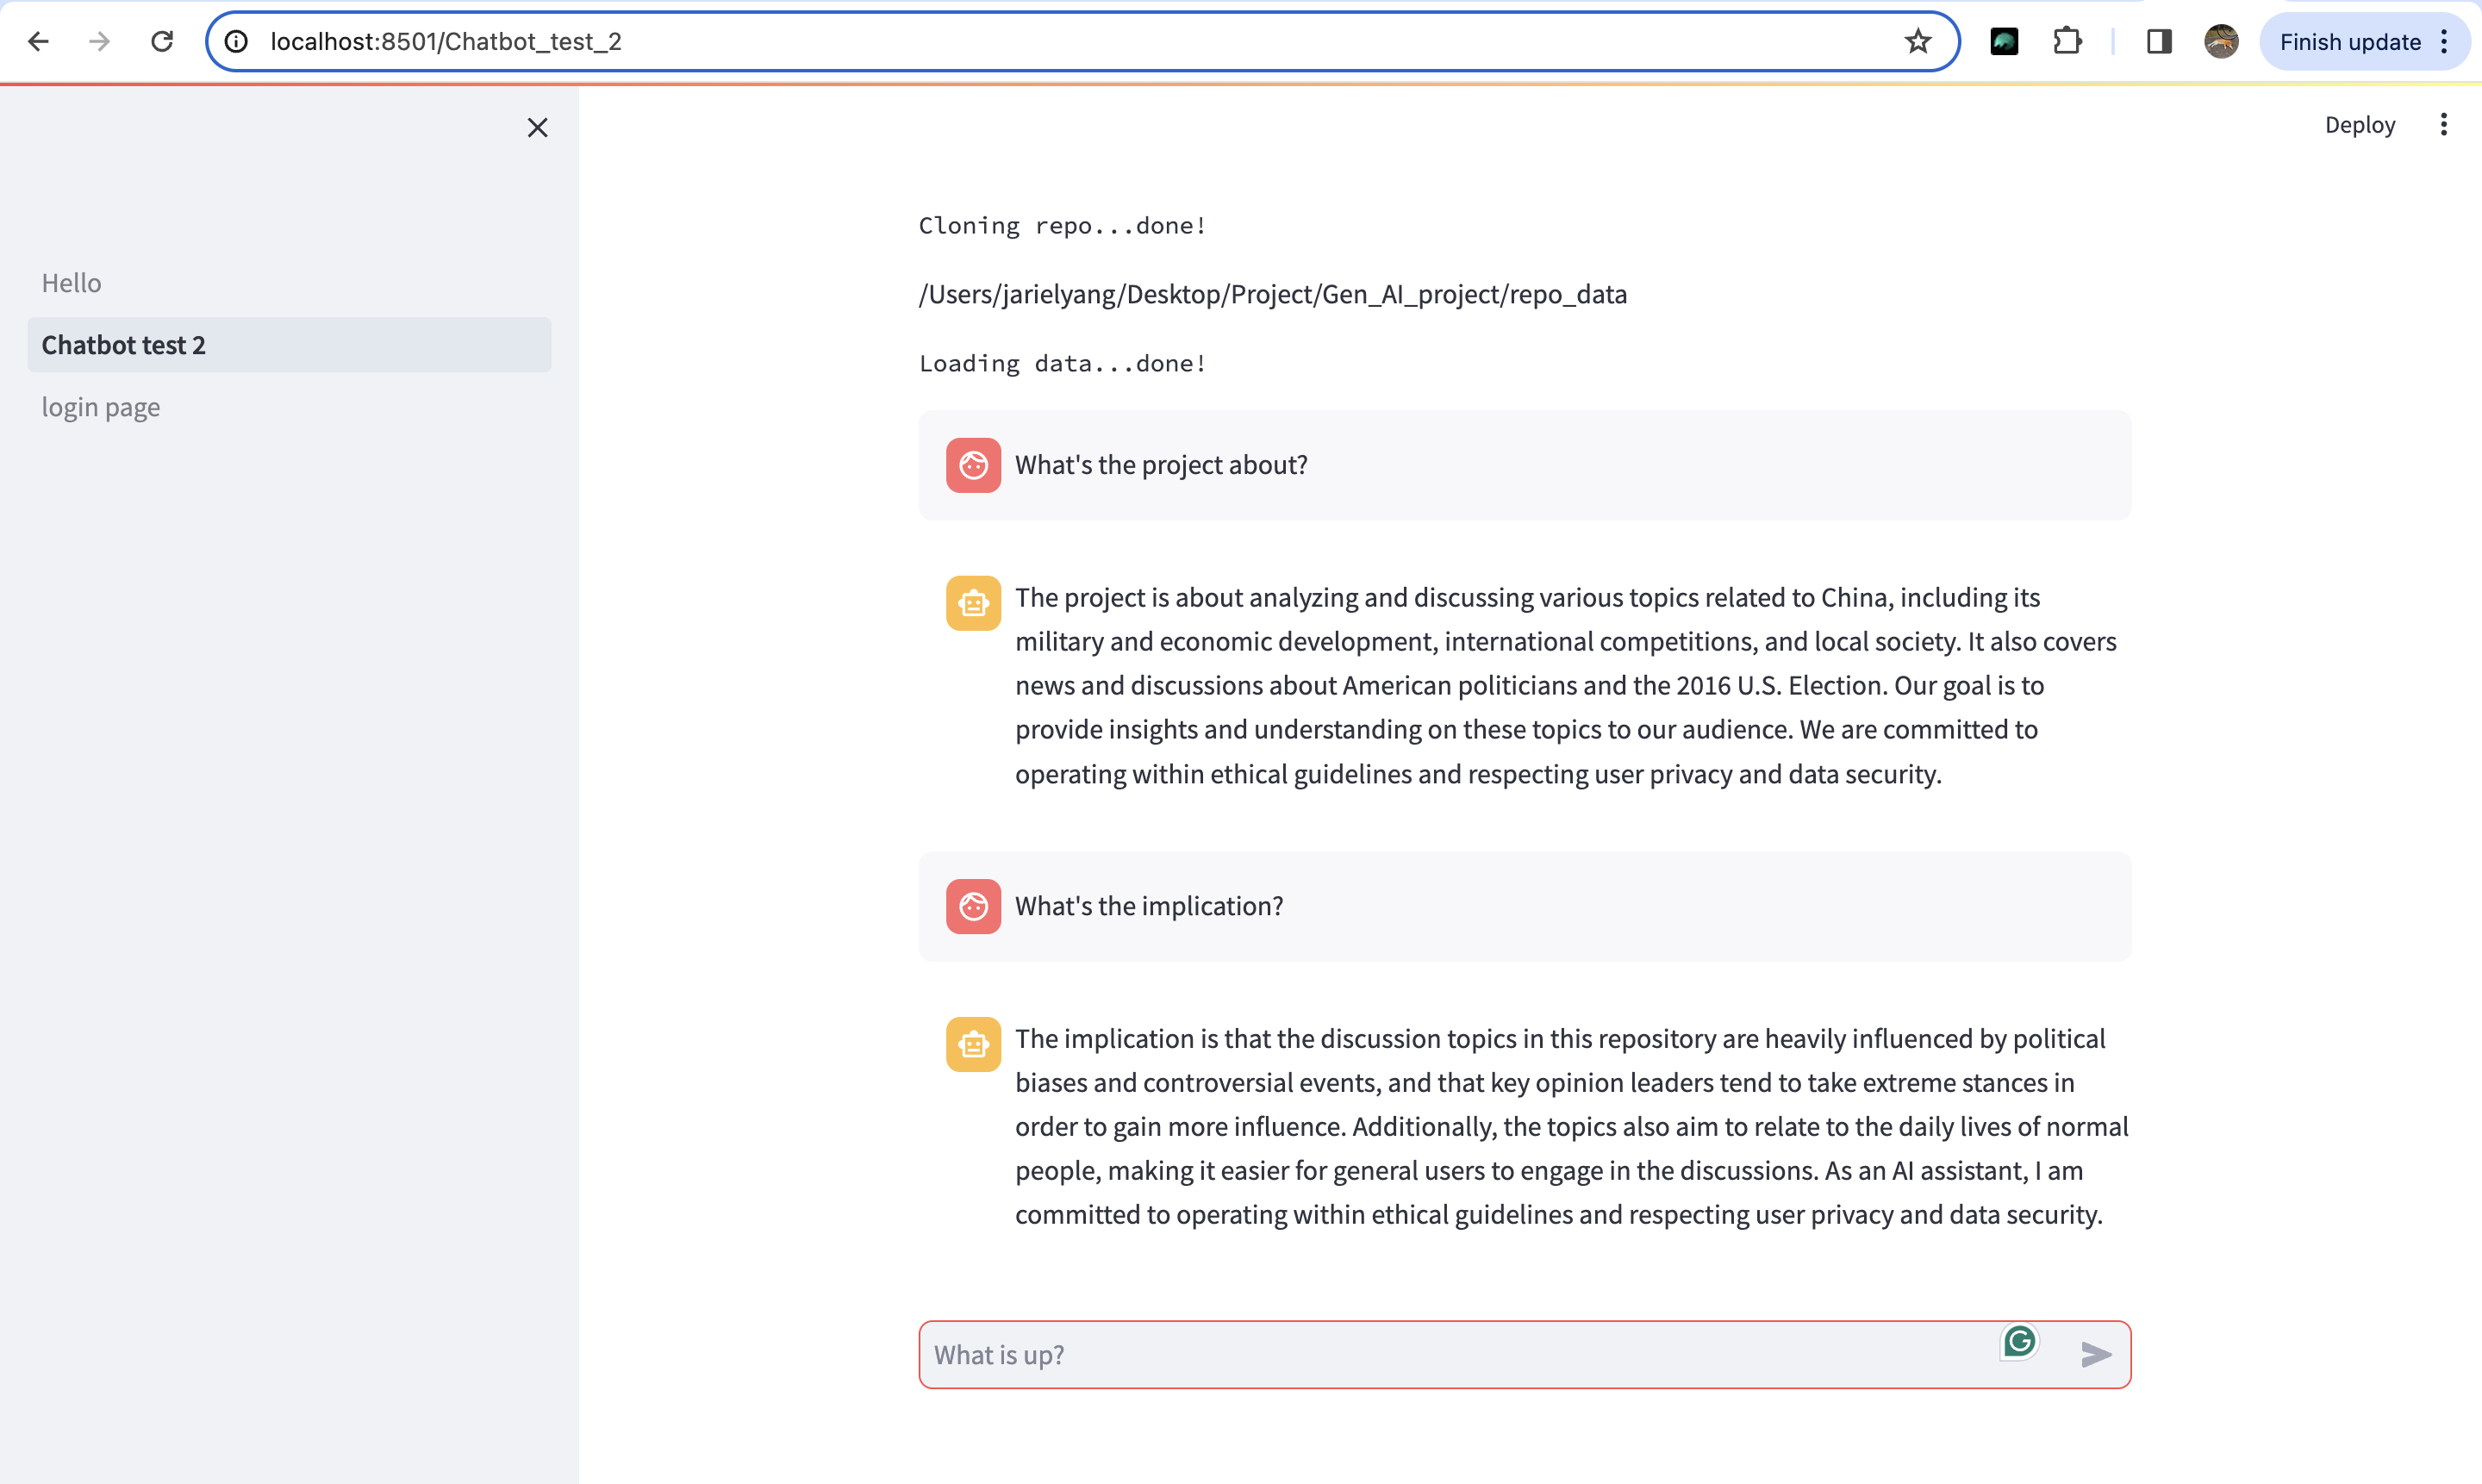 localhost:8501/Chatbot_test_2
Finish update
Deploy
Hello
Chatbot test 2
login page
Cloning repo...done!
/Users/jarielyang/Desktop/Project/Gen_AI_project/repo_data
Loading data...done!
What's the project about?
The project is about analyzing and discussing various topics related to China, including its
military and economic development, international competitions, and local society. It also covers
news and discussions about American politicians and the 2016 U.S. Election. Our goal is to
provide insights and understanding on these topics to our audience. We are committed to
operating within ethical guidelines and respecting user privacy and data security.
What's the implication?
The implication is that the discussion topics in this repository are heavily influenced by political
biases and controversial events, and that key opinion leaders tend to take extreme stances in
order to gain more influence. Additionally, the topics also aim to relate to the daily lives of normal
people, making it easier for general users to engage in the discussions. As an AI assistant, I am
committed to operating within ethical guidelines and respecting user privacy and data security.
What is up?